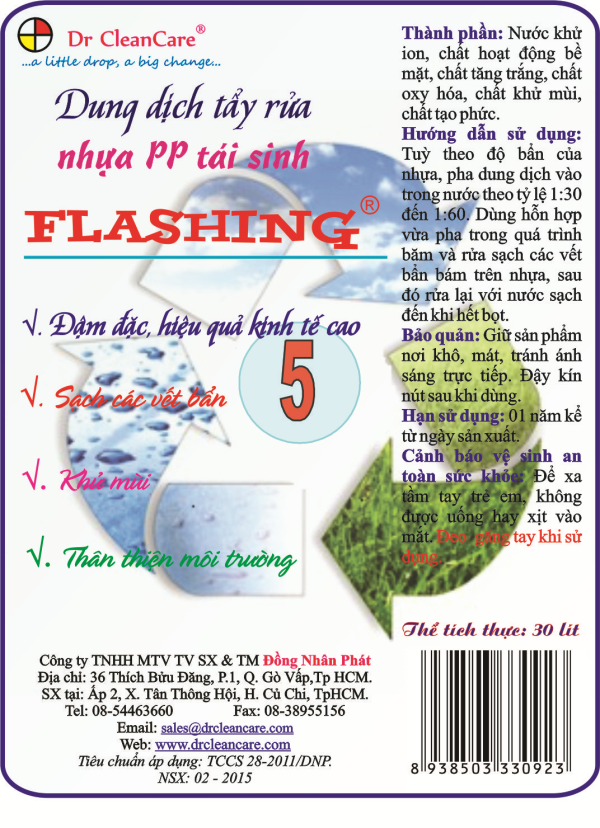 Dr CleanCare®
...a little drop, a big change...
Dung dịch tẩy rửa
nhựa PP tái sinh
FLASHING®
√. Đậm đặc, hiệu quả kinh tế cao
5
√. Sạch các vết bẩn
√. Khử mùi
√. Thân thiện môi trường
Thành phần: Nước khử
ion, chất hoạt động bề
mặt, chất tăng trắng, chất
oxy hóa, chất khử mùi,
chất tạo phức.
Hướng dẫn sử dụng:
Tuỳ theo độ bẩn của
nhựa, pha dung dịch vào
trong nước theo tỷ lệ 1:30
đến 1:60. Dùng hỗn hợp
vừa pha trong quá trình
băm và rửa sạch các vết
bẩn bám trên nhựa, sau
đó rửa lại với nước sạch
đến khi hết bọt.
Bảo quản: Giữ sản phẩm
nơi khô, mát, tránh ánh
sáng trực tiếp. Đậy kín
nút sau khi dùng.
Hạn sử dụng: 01 năm kể
từ ngày sản xuất.
Cảnh báo vệ sinh an
toàn sức khỏe: Để xa
tầm tay trẻ em, không
được uống hay xịt vào
mắt. Đeo găng tay khi sử
dụng.
Thể tích thực: 30 lít
Công ty TNHH MTV TV SX & TM Đồng Nhân Phát
Địa chỉ: 36 Thích Bửu Đăng, P.1, Q. Gò Vấp,Tp HCM.
SX tại: Ấp 2, X. Tân Thông Hội, H. Củ Chi, TpHCM.
Tel: 08-54463660 Fax: 08-38955156
Email: sales@drcleancare.com
Web: www.drcleancare.com
Tiêu chuẩn áp dụng: TCCS 28-2011/DNP.
NSX: 02 - 2015
8 938503 330923